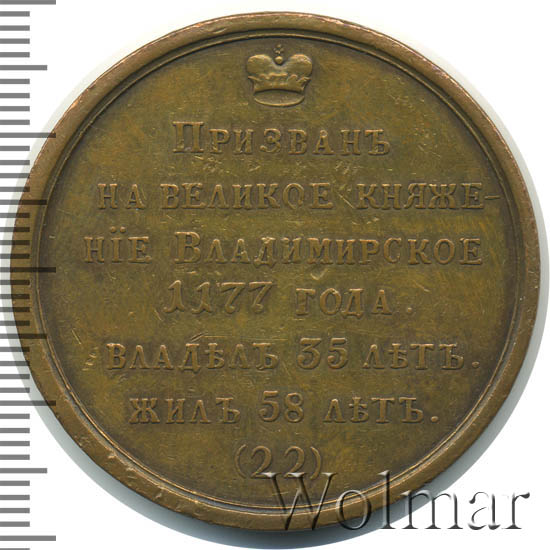 Призванъ
на великое княже-
ніе Владимирское
1177 года.
владѣлъ 35 лѣтъ.
жилъ 58 лѣтъ.
(22)
Wolmar